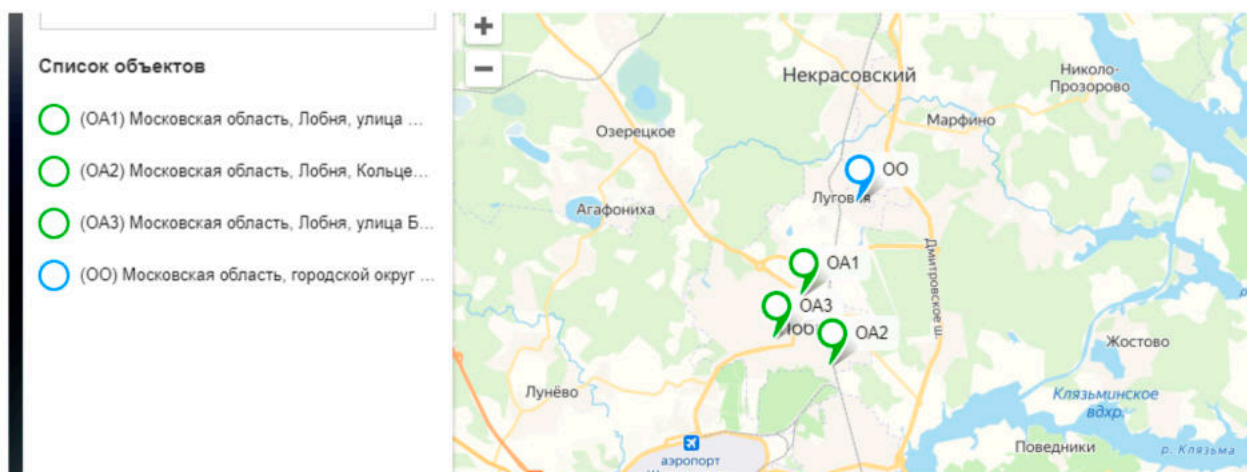 Список объектов
(ОА1) Московская область, Лобня, улица ...
(ОА2) Московская область, Лобня, Кольце...
(ОА3) Московская область, Лобня, улица Б...
(ОО) Московская область, городской округ ...
+
−
Некрасовский
Николо-
Прозорово
Марфино
Озерецкое
ОО
Луговая
Агафониха
Дмитровское ш.
ОА1
ОА3
ОА2
Жостово
Лунёво
Клязьминское
вдхр.
аэропорт
Поведники
р. Клязьма